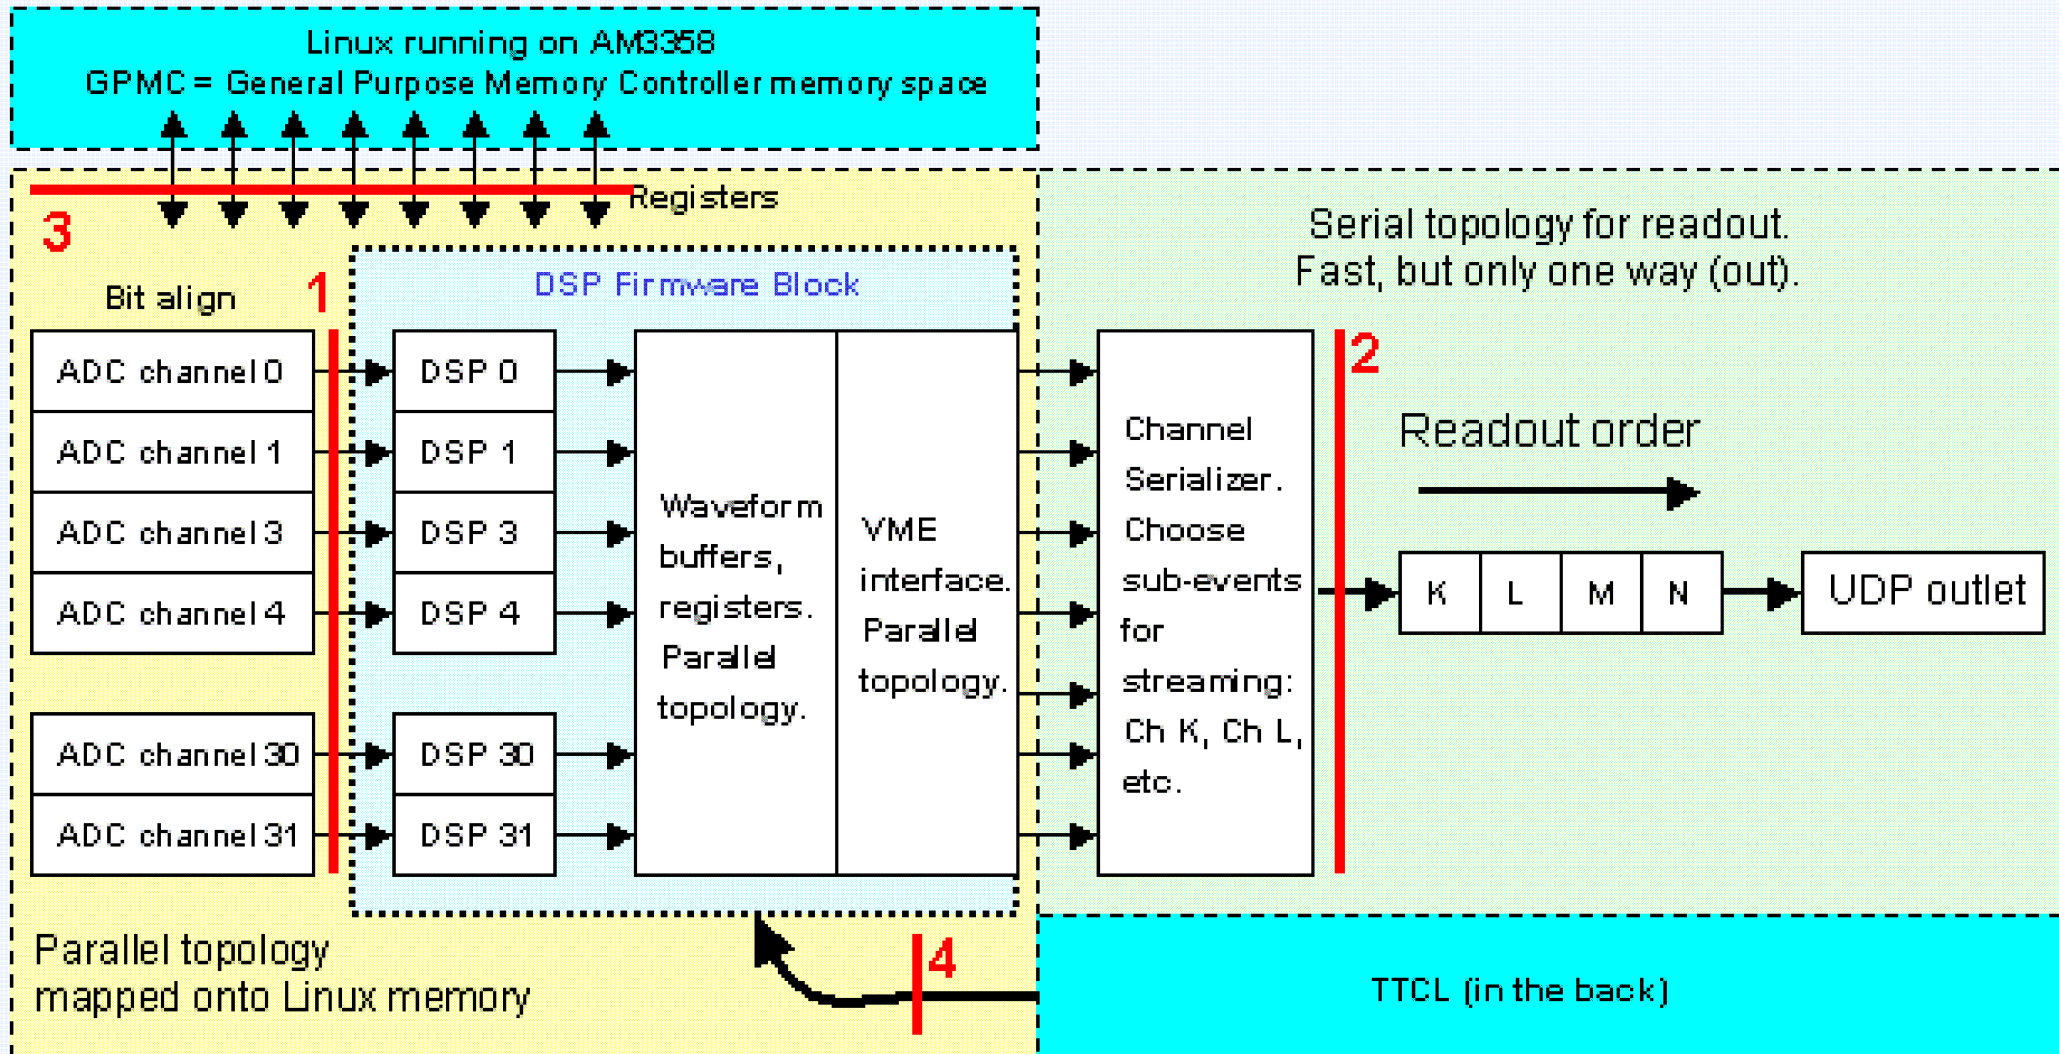 Linux running on AM3358
GPMC = General Purpose Memory Controller memory space
Registers
3
Serial topology for readout.
Fast, but only one way (out).
Bit align
1
DSP Firmware Block
ADC channel 0
ADC channel 1
ADC channel 3
ADC channel 4
ADC channel 30
ADC channel 31
DSP 0
DSP 1
DSP 3
DSP 4
DSP 30
DSP 31
Waveform
buffers,
registers.
Parallel
topology.
VME
interface.
Parallel
topology.
Channel
Serializer.
Choose
sub-events
for
streaming:
Ch K, Ch L,
etc.
2
Readout order
K L M N
UDP outlet
Parallel topology
mapped onto Linux memory
4
TTCL (in the back)